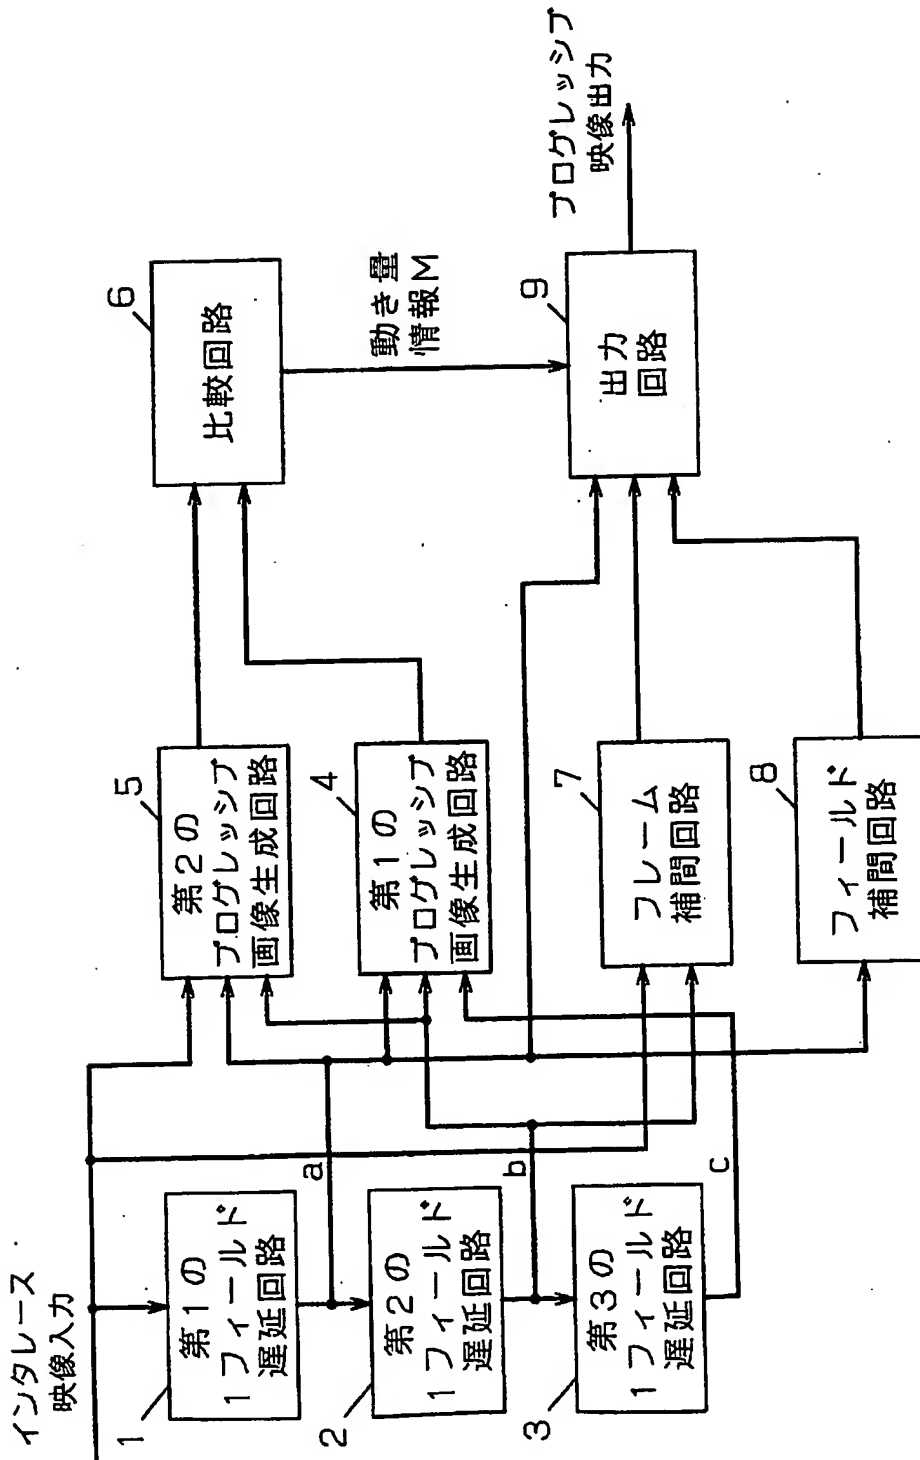 インタレース
映像入力
1
第1の
1フィールド
遅延回路
a
2
第2の
1フィールド
遅延回路
b
3
第3の
1フィールド
遅延回路
c
5
第2の
プログレッシブ
画像生成回路
4
第1の
プログレッシブ
画像生成回路
7
フレーム
補間回路
8
フィールド
補間回路
6
比較回路
動き量
情報M
9
出力
回路
プログレッシブ
映像出力